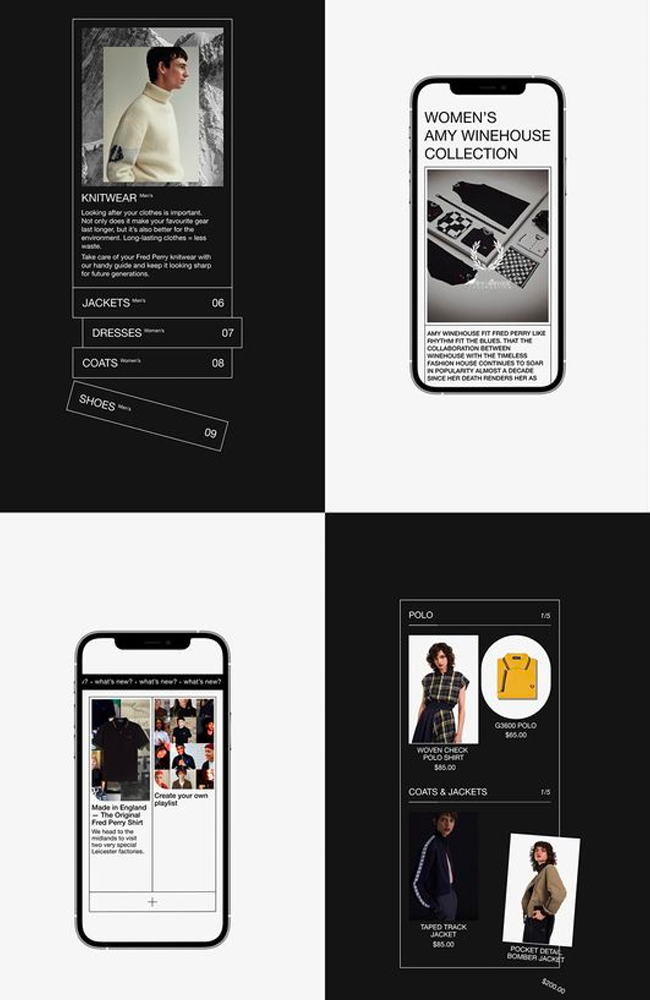 KNITWEAR Men's
Looking after your clothes is important.
Not only does it make your favourite gear
last longer, but it's also better for the
environment. Long-lasting clothes = less
waste.
Take care of your Fred Perry knitwear with
our handy guide and keep it looking sharp
for future generations.
JACKETS Men's 06
DRESSES Women's 07
COATS Women's 08
SHOES Men's
09
WOMEN'S
AMY WINEHOUSE
COLLECTION
AMY WINEHOUSE FIT FRED PERRY LIKE
RHYTHM FIT THE BLUES. THAT THE
COLLABORATION BETWEEN
WINEHOUSE WITH THE TIMELESS
FASHION HOUSE CONTINUES TO SOAR
IN POPULARITY ALMOST A DECADE
SINCE HER DEATH RENDERS HER AS
w? - what's new? - what's new? - what's new?
Made in England
— The Original
Fred Perry Shirt
We head to the
midlands to visit
two very special
Leicester factories.
Create your own
playlist
+
POLO 1/5
WOVEN CHECK
POLO SHIRT
$85.00
G3600 POLO
$65.00
COATS & JACKETS 1/5
TAPED TRACK
JACKET
$85.00
POCKET DETAIL
BOMBER JACKET
$200.00